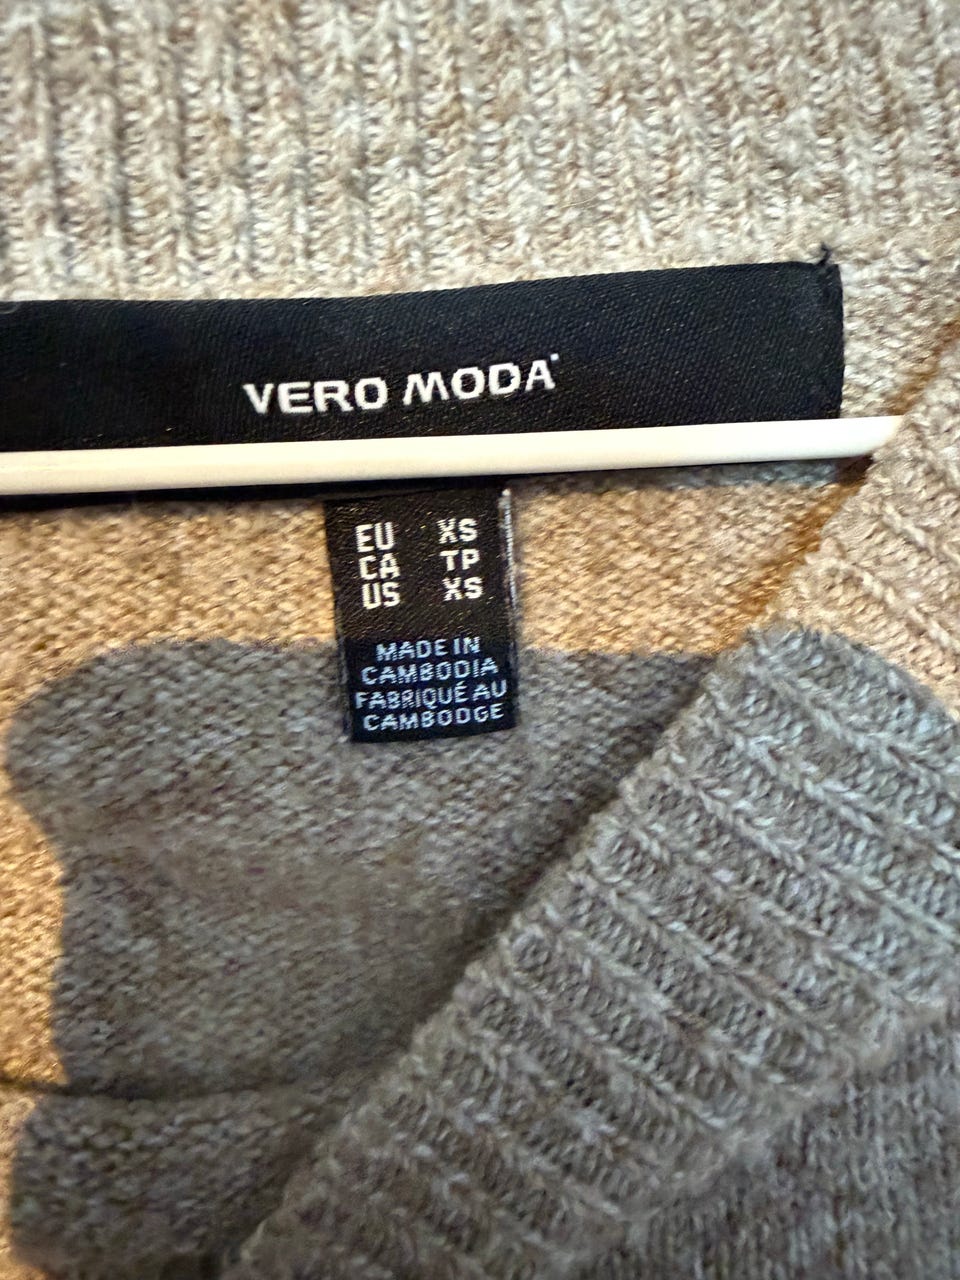 VERO MODA
EU XS
CA TP
US XS
MADE IN
CAMBODIA
FABRIQUÉ AU
CAMBODGE